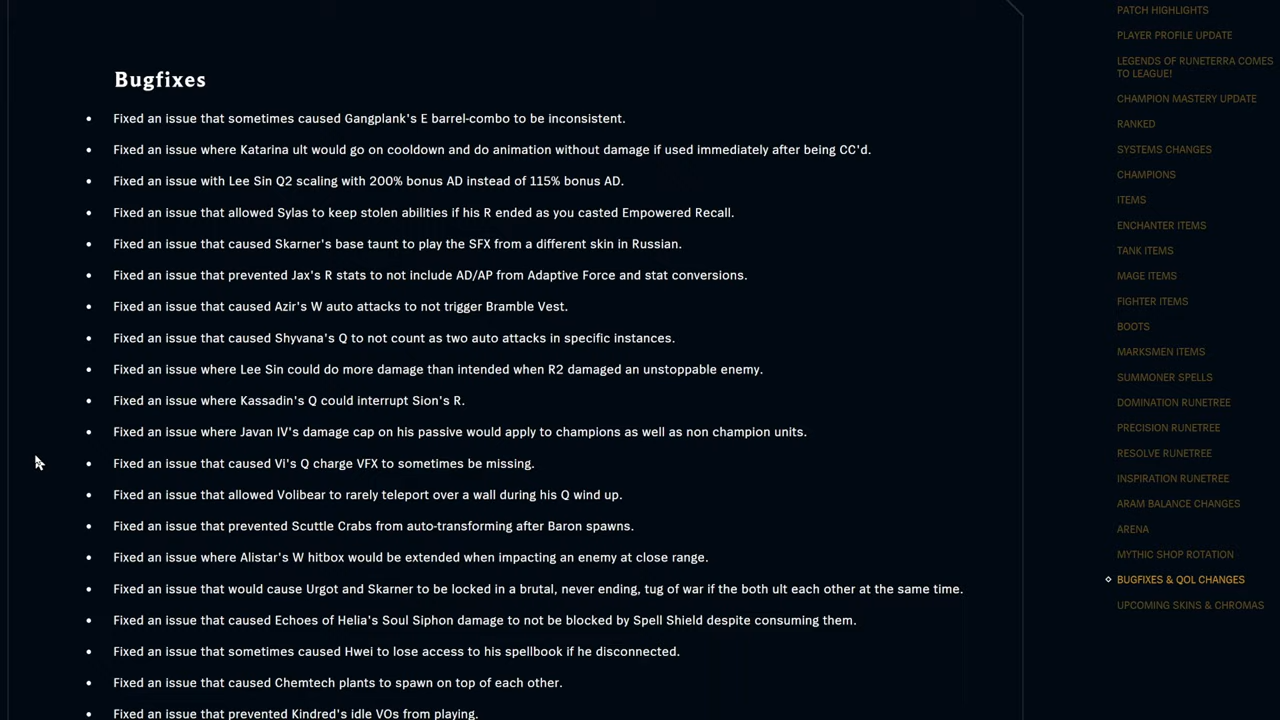 Bugfixes
Fixed an issue that sometimes caused Gangplank's E barrel-combo to be inconsistent.
Fixed an issue where Katarina ult would go on cooldown and do animation without damage if used immediately after being CC'd.
Fixed an issue with Lee Sin Q2 scaling with 200% bonus AD instead of 115% bonus AD.
Fixed an issue that allowed Sylas to keep stolen abilities if his R ended as you casted Empowered Recall.
Fixed an issue that caused Skarner's base taunt to play the SFX from a different skin in Russian.
Fixed an issue that prevented Jax's R stats to not include AD/AP from Adaptive Force and stat conversions.
Fixed an issue that caused Azir's W auto attacks to not trigger Bramble Vest.
Fixed an issue that caused Shyvana's Q to not count as two auto attacks in specific instances.
Fixed an issue where Lee Sin could do more damage than intended when R2 damaged an unstoppable enemy.
Fixed an issue where Kassadin's Q could interrupt Sion's R.
Fixed an issue where Javan IV's damage cap on his passive would apply to champions as well as non champion units.
Fixed an issue that caused Vi's Q charge VFX to sometimes be missing.
Fixed an issue that allowed Volibear to rarely teleport over a wall during his Q wind up.
Fixed an issue that prevented Scuttle Crabs from auto-transforming after Baron spawns.
Fixed an issue where Alistar's W hitbox would be extended when impacting an enemy at close range.
Fixed an issue that would cause Urgot and Skarner to be locked in a brutal, never ending, tug of war if the both ult each other at the same time.
Fixed an issue that caused Echoes of Helia's Soul Siphon damage to not be blocked by Spell Shield despite consuming them.
Fixed an issue that sometimes caused Hwei to lose access to his spellbook if he disconnected.
Fixed an issue that caused Chemtech plants to spawn on top of each other.
Fixed an issue that prevented Kindred's idle VOs from playing.
PATCH HIGHLIGHTS
PLAYER PROFILE UPDATE
LEGENDS OF RUNETERRA COMES
TO LEAGUE!
CHAMPION MASTERY UPDATE
RANKED
SYSTEMS CHANGES
CHAMPIONS
ITEMS
ENCHANTER ITEMS
TANK ITEMS
MAGE ITEMS
FIGHTER ITEMS
BOOTS
MARKSMEN ITEMS
SUMMONER SPELLS
DOMINATION RUNETREE
PRECISION RUNETREE
RESOLVE RUNETREE
INSPIRATION RUNETREE
ARAM BALANCE CHANGES
ARENA
MYTHIC SHOP ROTATION
BUGFIXES & QOL CHANGES
UPCOMING SKINS & CHROMAS